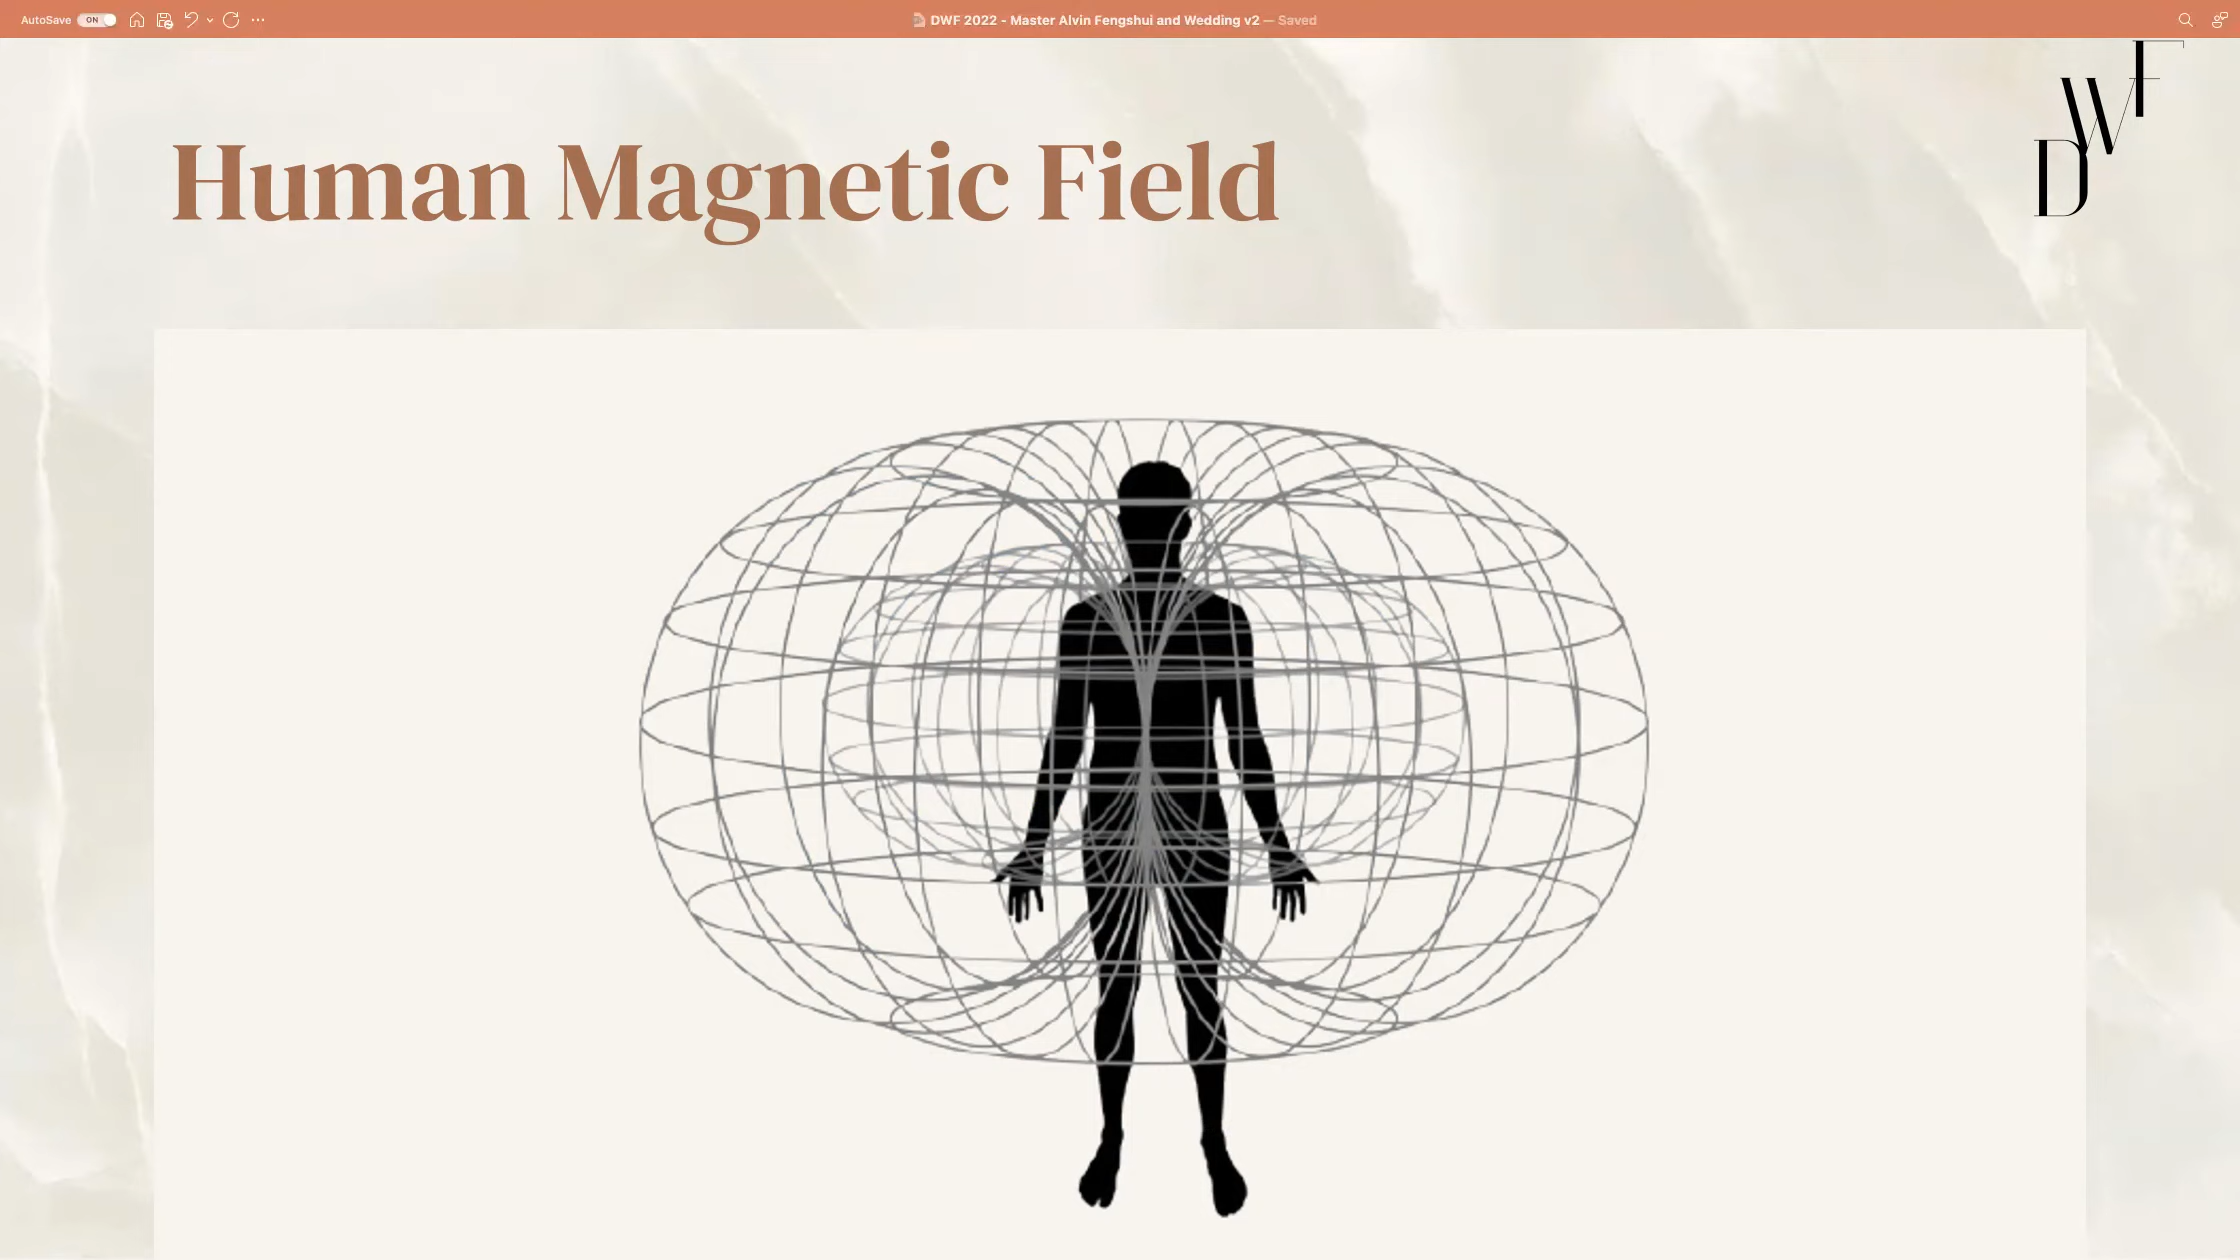 AutoSave ON
DWF 2022 - Master Alvin Fengshui and Wedding v2 — Saved
DWF
Human Magnetic Field